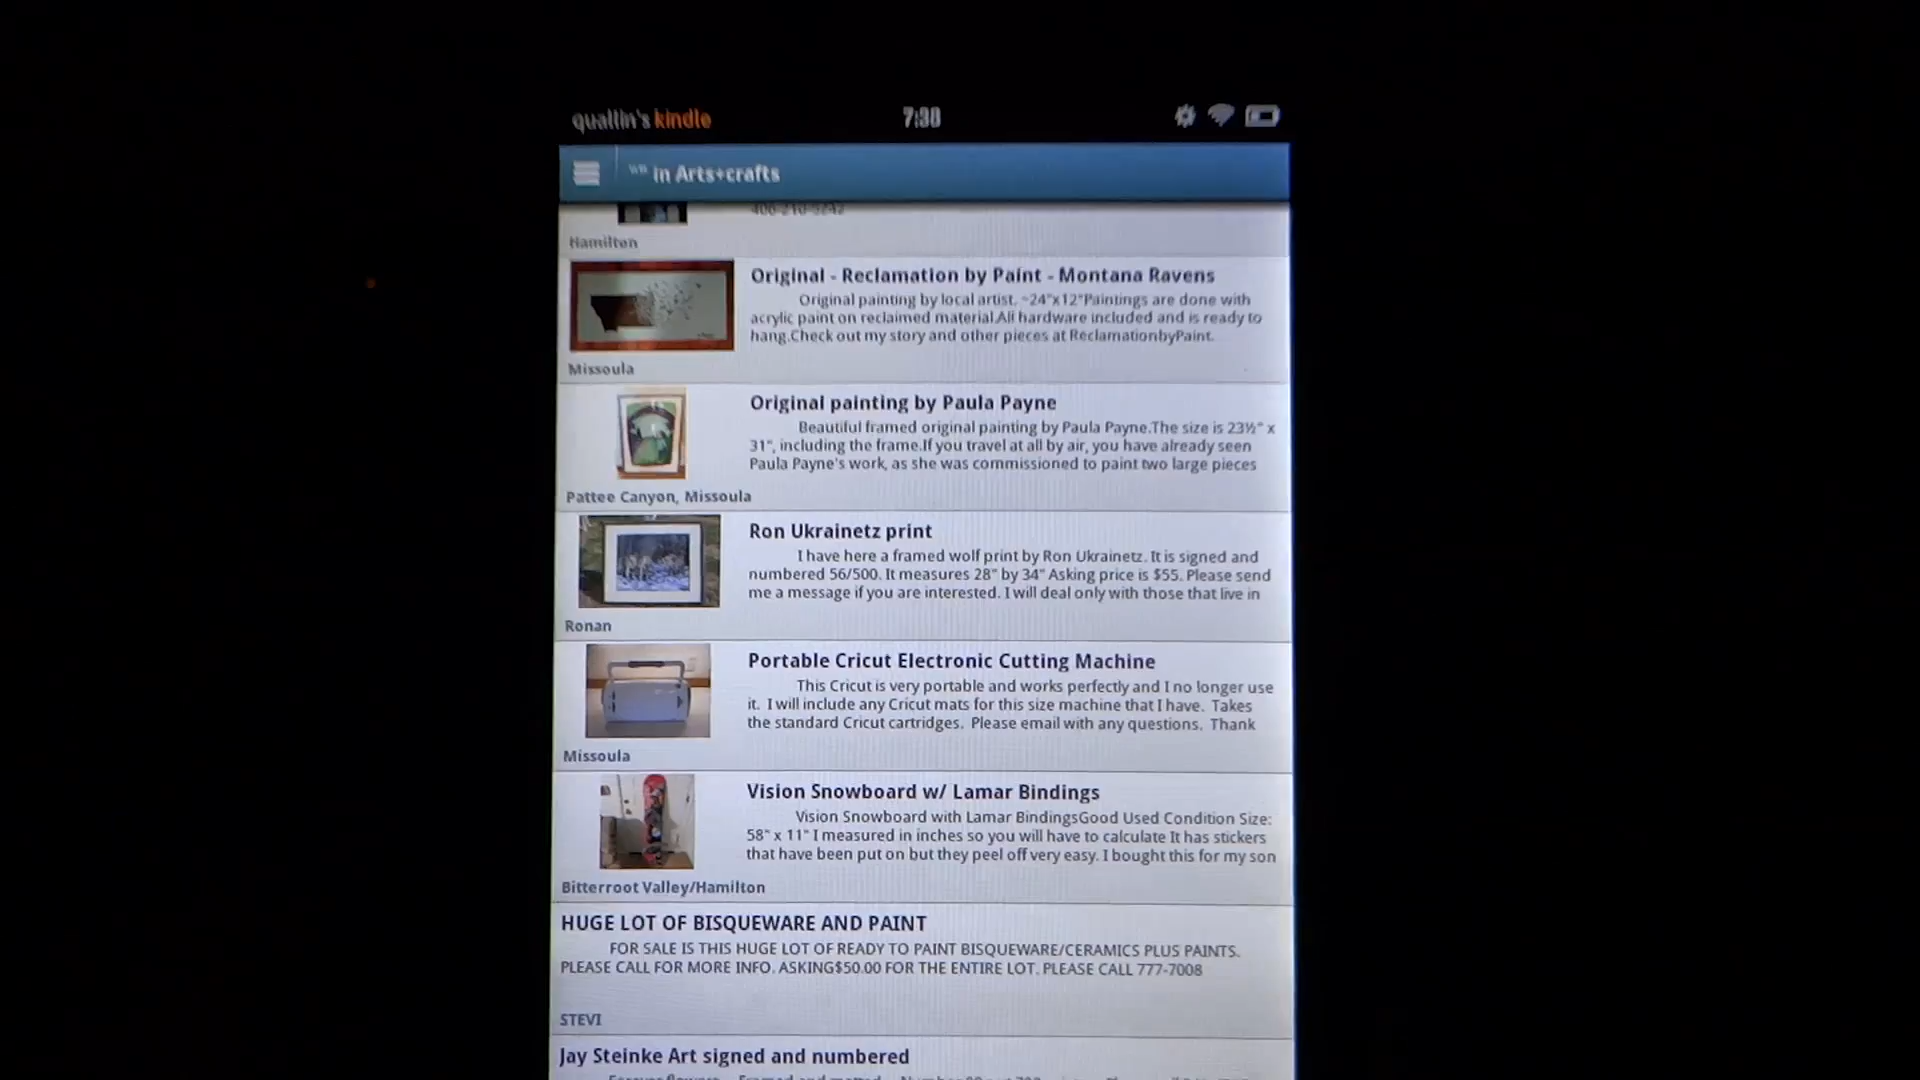 quallin's kindle
7:30
"" in Arts+crafts
406-210-5242
Hamilton
Original - Reclamation by Paint - Montana Ravens
Original painting by local artist. ~24"x12"Paintings are done with
acrylic paint on reclaimed material.All hardware included and is ready to
hang.Check out my story and other pieces at ReclamationbyPaint.
Missoula
Original painting by Paula Payne
Beautiful framed original painting by Paula Payne.The size is 23½" x
31", including the frame.If you travel at all by air, you have already seen
Paula Payne's work, as she was commissioned to paint two large pieces
Pattee Canyon, Missoula
Ron Ukrainetz print
I have here a framed wolf print by Ron Ukrainetz. It is signed and
numbered 56/500. It measures 28" by 34" Asking price is $55. Please send
me a message if you are interested. I will deal only with those that live in
Ronan
Portable Cricut Electronic Cutting Machine
This Cricut is very portable and works perfectly and I no longer use
it. I will include any Cricut mats for this size machine that I have. Takes
the standard Cricut cartridges. Please email with any questions. Thank
Missoula
Vision Snowboard w/ Lamar Bindings
Vision Snowboard with Lamar BindingsGood Used Condition Size:
58" x 11" I measured in inches so you will have to calculate It has stickers
that have been put on but they peel off very easy. I bought this for my son
Bitterroot Valley/Hamilton
HUGE LOT OF BISQUEWARE AND PAINT
FOR SALE IS THIS HUGE LOT OF READY TO PAINT BISQUEWARE/CERAMICS PLUS PAINTS.
PLEASE CALL FOR MORE INFO. ASKING$50.00 FOR THE ENTIRE LOT. PLEASE CALL 777-7008
STEVI
Jay Steinke Art signed and numbered